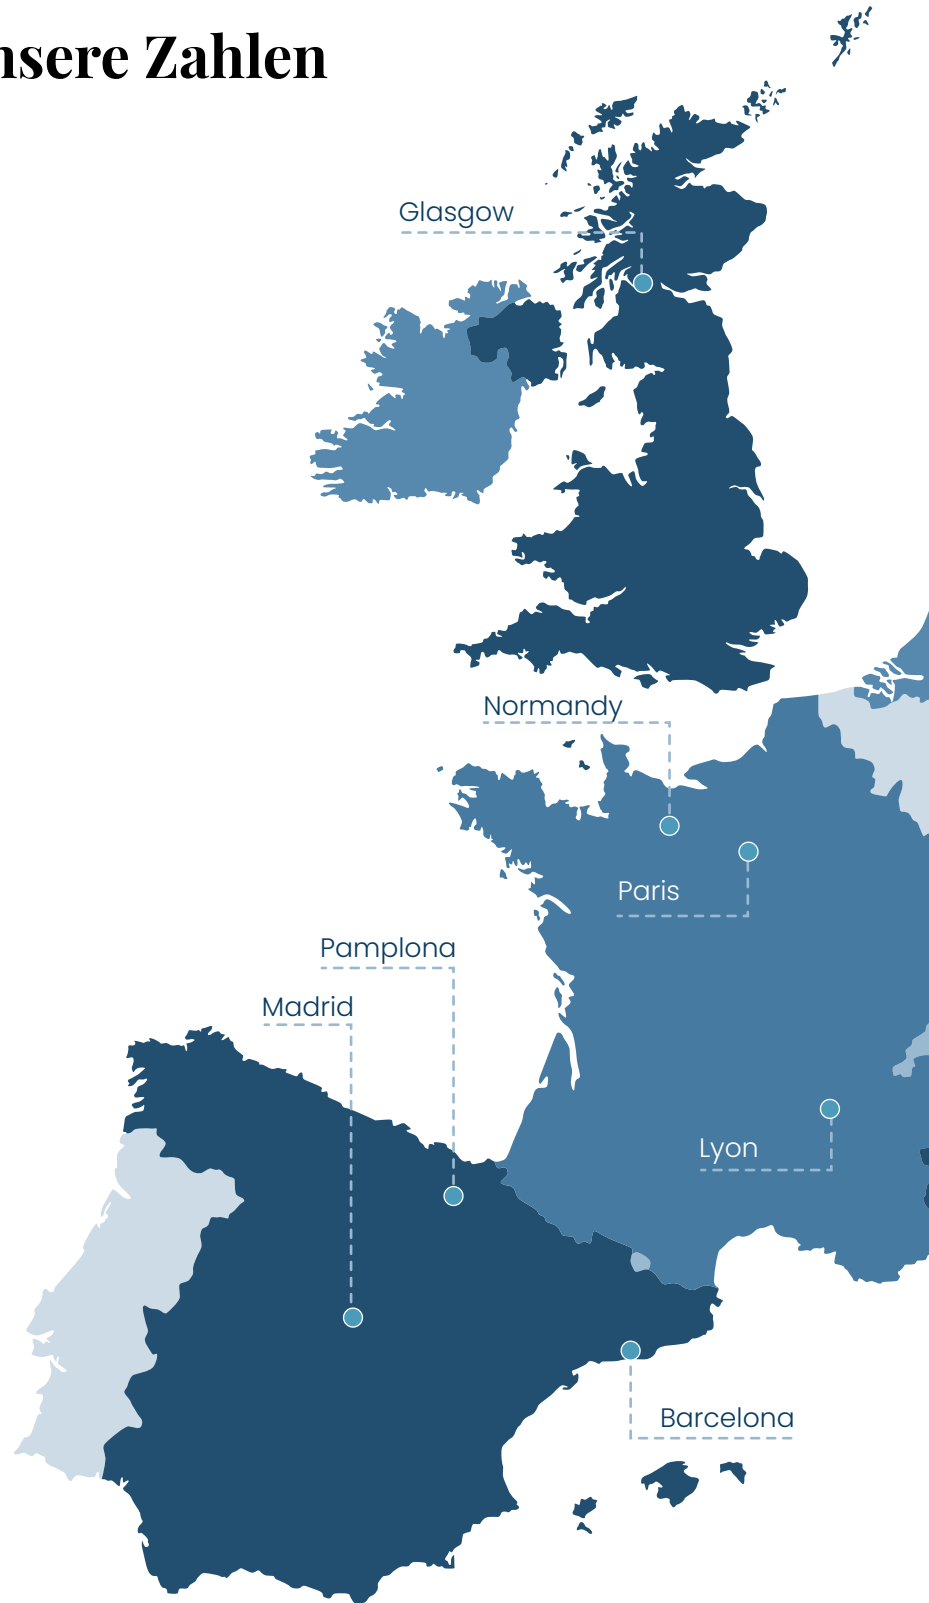 nsere Zahlen
Glasgow
Normandy
Paris
Pamplona
Madrid
Lyon
Barcelona